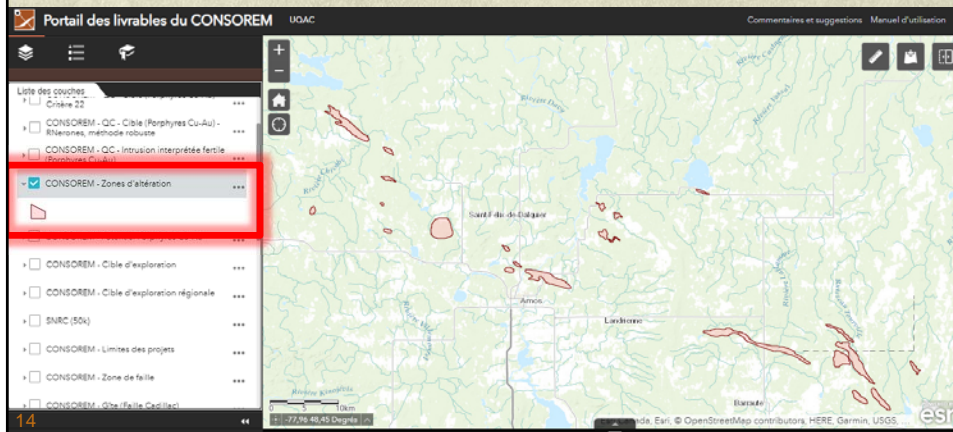 Portail des livrables du CONSOREM UQAC
Commentaires et suggestions Manuel d'utilisation
Liste des couches
Critère 22
CONSOREM - QC - Cible (Porphyres Cu-Au) -
RNerones, méthode robuste
CONSOREM - QC - Intrusion interprétée fertile
(Porphyres Cu-Au)
CONSOREM - Zones d'altération
CONSOREM - Cible d'exploration
CONSOREM - Cible d'exploration régionale
SNRC (50k)
CONSOREM - Limites des projets
CONSOREM - Zone de faille
CONSOREM - Gîte (Faille Cadillac)
14
Rivière Davy
Saint-Félix-de-Dalquier
Amos
Landrienne
Barraute
0 5 10km
-77,96 48,45 Degrés
Canada, Esri, © OpenStreetMap contributors, HERE, Garmin, USGS,
esri